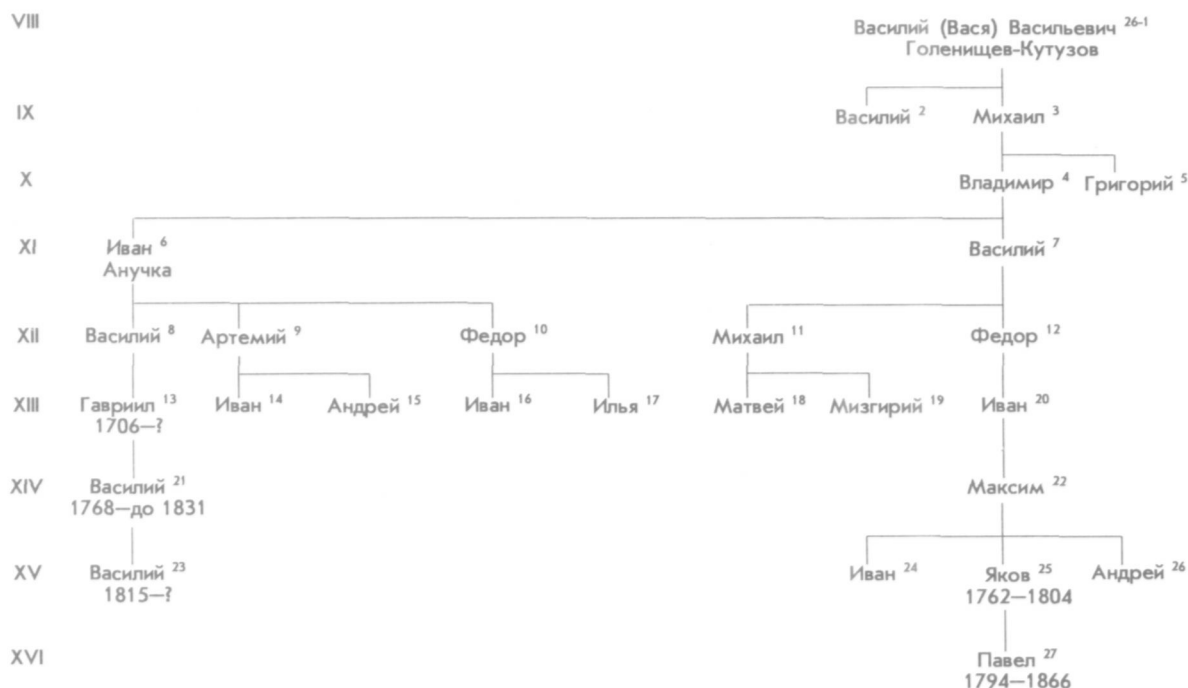 VIII Василий (Вася) Васильевич 26-1
Голенищев-Кутузов
IX Василий 2 Михаил 3
X Владимир 4 Григорий 5
XI Иван 6 Василий 7
Анучка
XII Василий 8 Артемий 9 Федор 10 Михаил 11 Федор 12
XIII Гавриил 13 Иван 14 Андрей 15 Иван 16 Илья 17 Матвей 18 Мизгирий 19 Иван 20
1706—?
XIV Василий 21 Максим 22
1768—до 1831
XV Василий 23 Иван 24 Яков 25 Андрей 26
1815—? 1762—1804
XVI Павел 27
1794—1866